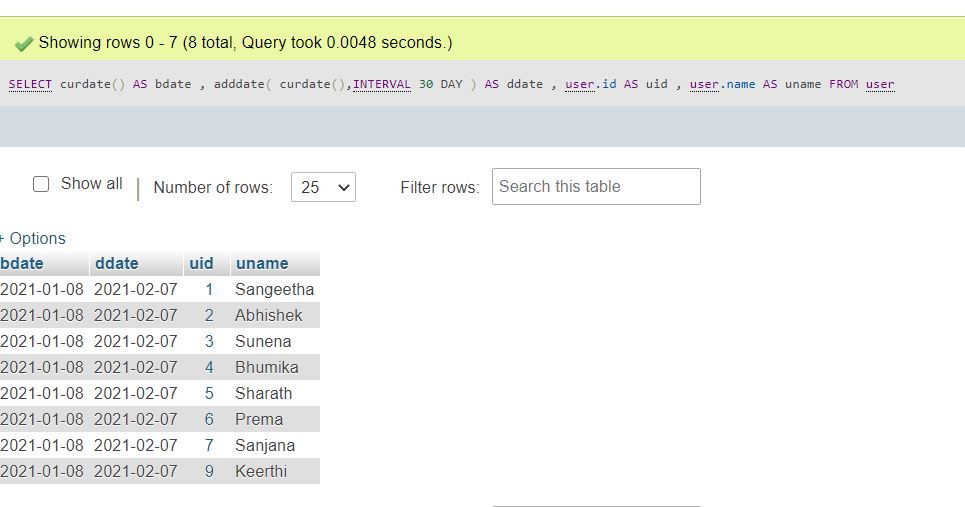 Showing rows 0 - 7 (8 total, Query took 0.0048 seconds.)
SELECT curdate() AS bdate , adddate( curdate(),INTERVAL 30 DAY ) AS ddate , user.id AS uid , user.name AS uname FROM user
Show all | Number of rows: 25 Filter rows: Search this table
+ Options
bdate ddate uid uname
2021-01-08 2021-02-07 1 Sangeetha
2021-01-08 2021-02-07 2 Abhishek
2021-01-08 2021-02-07 3 Sunena
2021-01-08 2021-02-07 4 Bhumika
2021-01-08 2021-02-07 5 Sharath
2021-01-08 2021-02-07 6 Prema
2021-01-08 2021-02-07 7 Sanjana
2021-01-08 2021-02-07 9 Keerthi